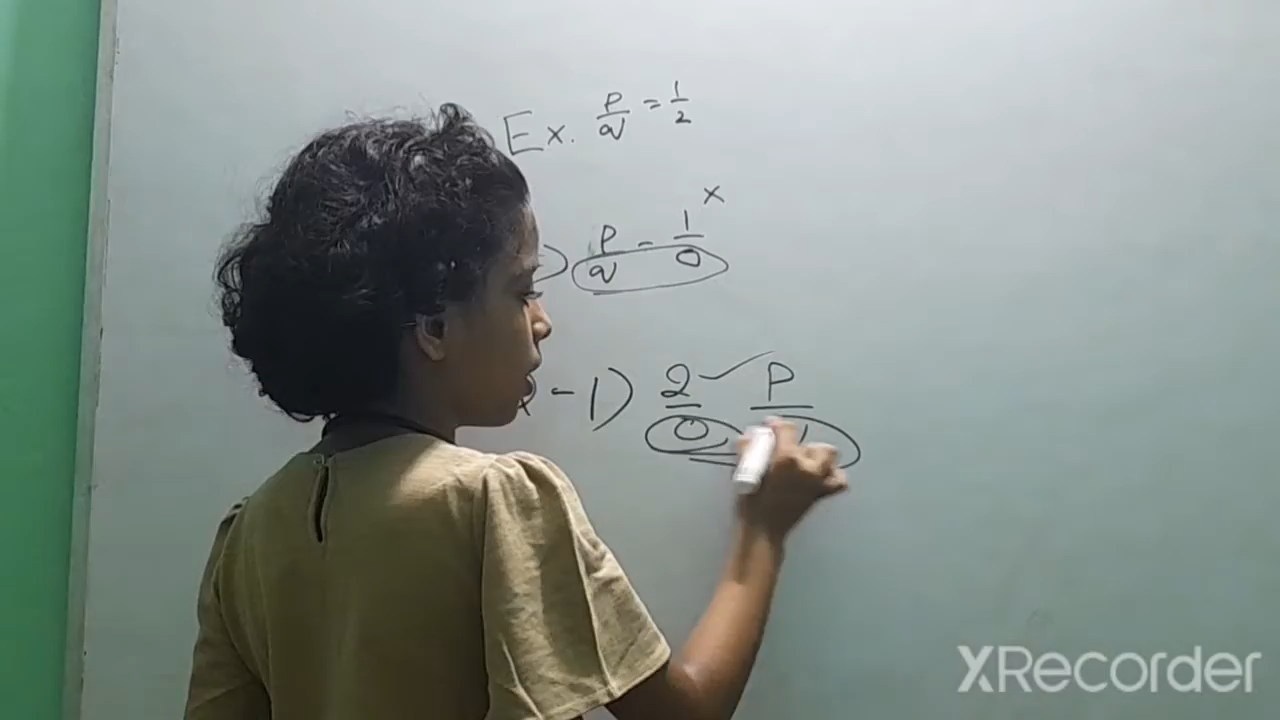 Ex. p/q = 1/2
x
) p/q - 1/0
- 1) 2/0 ✓ p
XRecorder